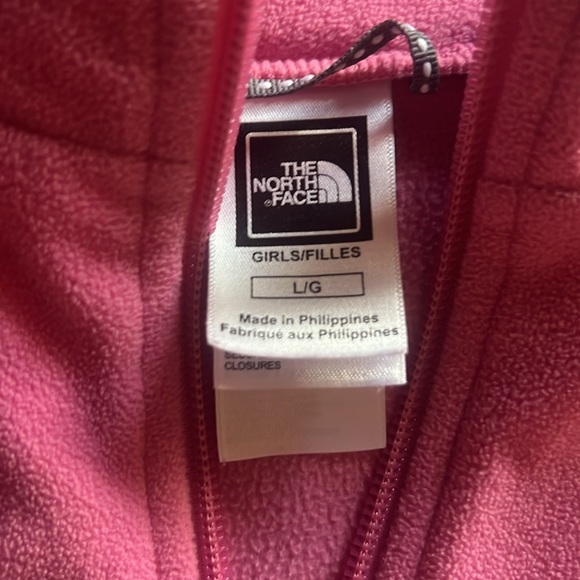 THE
NORTH
FACE
GIRLS/FILLES
L/G
Made in Philippines
Fabriqué aux Philippines
CLOSURES